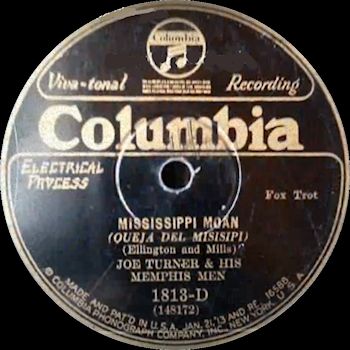 Columbia
Viva-tonal Recording
Columbia
ELECTRICAL
PROCESS
Fox Trot
MISSISSIPPI MOAN
(QUEJA DEL MISISIPI)
(Ellington and Mills)
JOE TURNER & HIS
MEMPHIS MEN
1813-D
(148172)
MADE AND PAT'D IN U.S.A. JAN. 21,'13 AND RE. 16588
COLUMBIA PHONOGRAPH COMPANY, INC., NEW YORK, U.S.A.